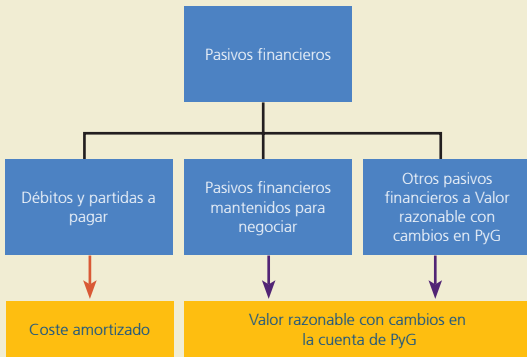 Pasivos financieros
Débitos y partidas a
pagar
Pasivos financieros
mantenidos para
negociar
Otros pasivos
financieros a Valor
razonable con
cambios en PyG
Coste amortizado
Valor razonable con cambios en
la cuenta de PyG